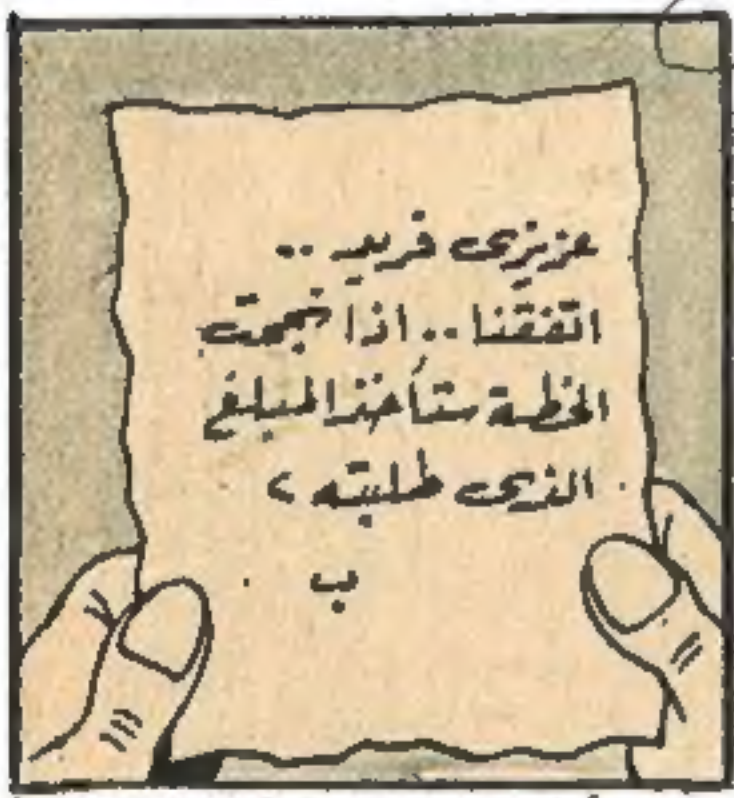 عزيزى فريد ..
اتفقنا .. اذا نجحت
الخطة ستأخذ المبلغ
الذى طلبته ،
ب